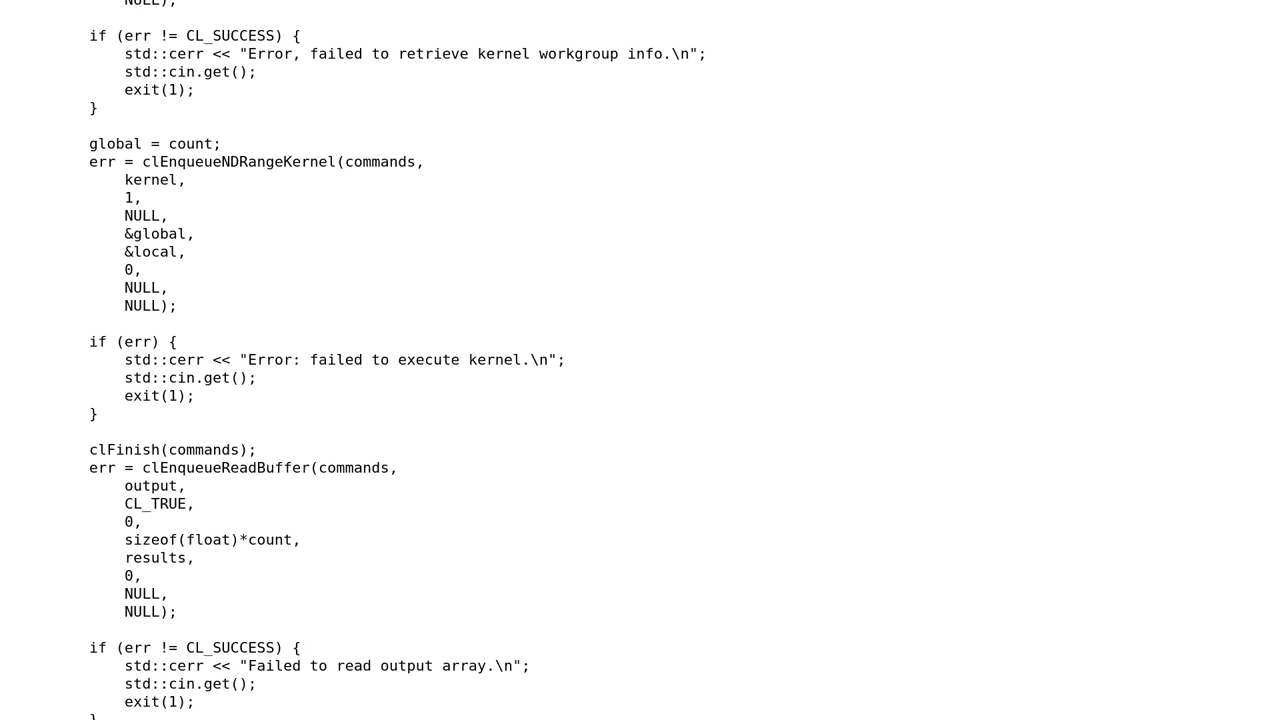 NULL);

if (err != CL_SUCCESS) {
    std::cerr << "Error, failed to retrieve kernel workgroup info.\n";
    std::cin.get();
    exit(1);
}

global = count;
err = clEnqueueNDRangeKernel(commands,
    kernel,
    1,
    NULL,
    &global,
    &local,
    0,
    NULL,
    NULL);

if (err) {
    std::cerr << "Error: failed to execute kernel.\n";
    std::cin.get();
    exit(1);
}

clFinish(commands);
err = clEnqueueReadBuffer(commands,
    output,
    CL_TRUE,
    0,
    sizeof(float)*count,
    results,
    0,
    NULL,
    NULL);

if (err != CL_SUCCESS) {
    std::cerr << "Failed to read output array.\n";
    std::cin.get();
    exit(1);
}